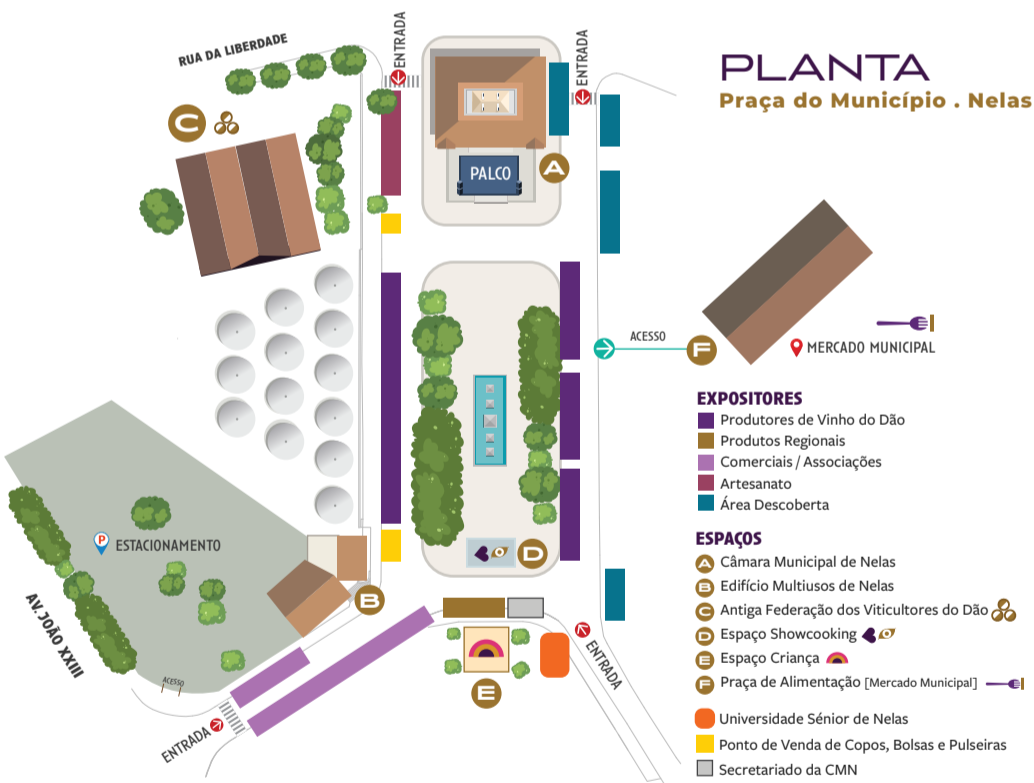 PLANTA
Praça do Município . Nelas
RUA DA LIBERDADE
ENTRADA
ENTRADA
C
PALCO
A
ACESSO
F
MERCADO MUNICIPAL
EXPOSITORES
Produtores de Vinho do Dão
Produtos Regionais
Comerciais / Associações
Artesanato
Área Descoberta
P
ESTACIONAMENTO
D
B
AV. JOÃO XXIII
ACESSO
ENTRADA
E
ENTRADA
ESPAÇOS
A Câmara Municipal de Nelas
B Edifício Multiusos de Nelas
C Antiga Federação dos Viticultores do Dão
D Espaço Showcooking
E Espaço Criança
F Praça de Alimentação [Mercado Municipal]
Universidade Sénior de Nelas
Ponto de Venda de Copos, Bolsas e Pulseiras
Secretariado da CMN